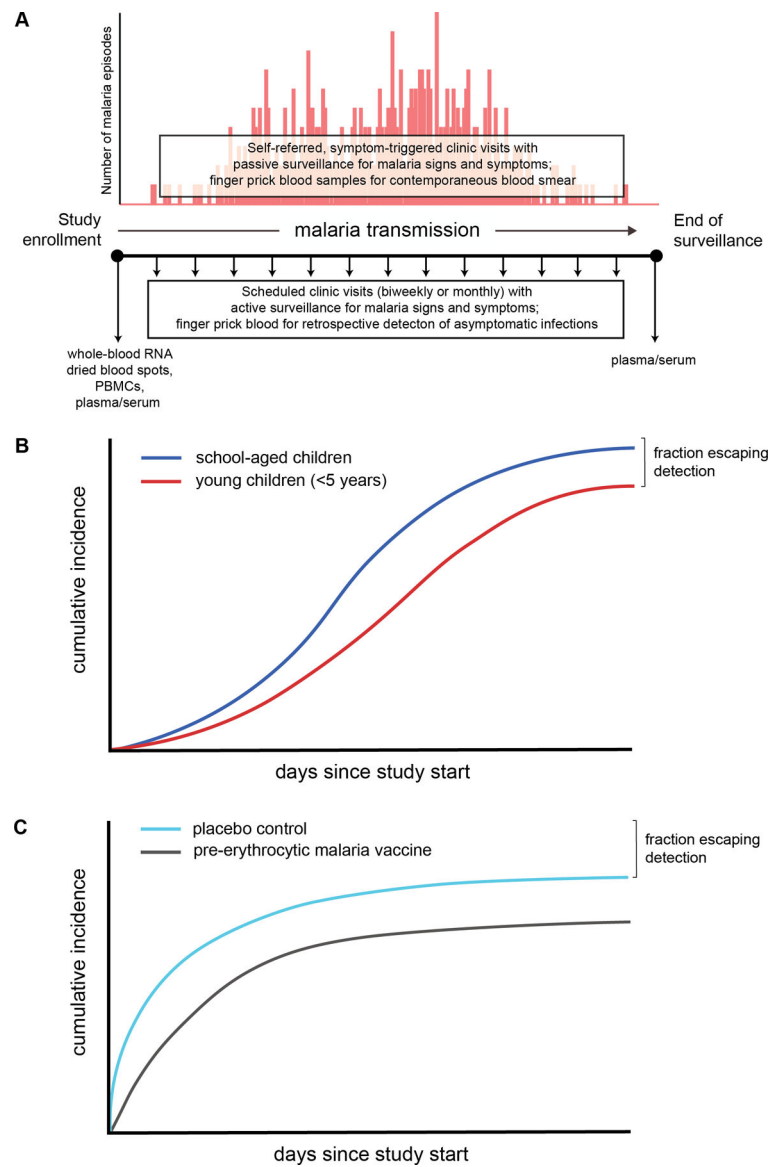 A
Number of malaria episodes
Self-referred, symptom-triggered clinic visits with
passive surveillance for malaria signs and symptoms;
finger prick blood samples for contemporaneous blood smear
Study
enrollment
malaria transmission
End of
surveillance
Scheduled clinic visits (biweekly or monthly) with
active surveillance for malaria signs and symptoms;
finger prick blood for retrospective detecton of asymptomatic infections
whole-blood RNA
dried blood spots,
PBMCs,
plasma/serum
plasma/serum
B
school-aged children
young children (<5 years)
fraction escaping
detection
cumulative incidence
days since study start
C
placebo control
pre-erythrocytic malaria vaccine
fraction escaping
detection
cumulative incidence
days since study start